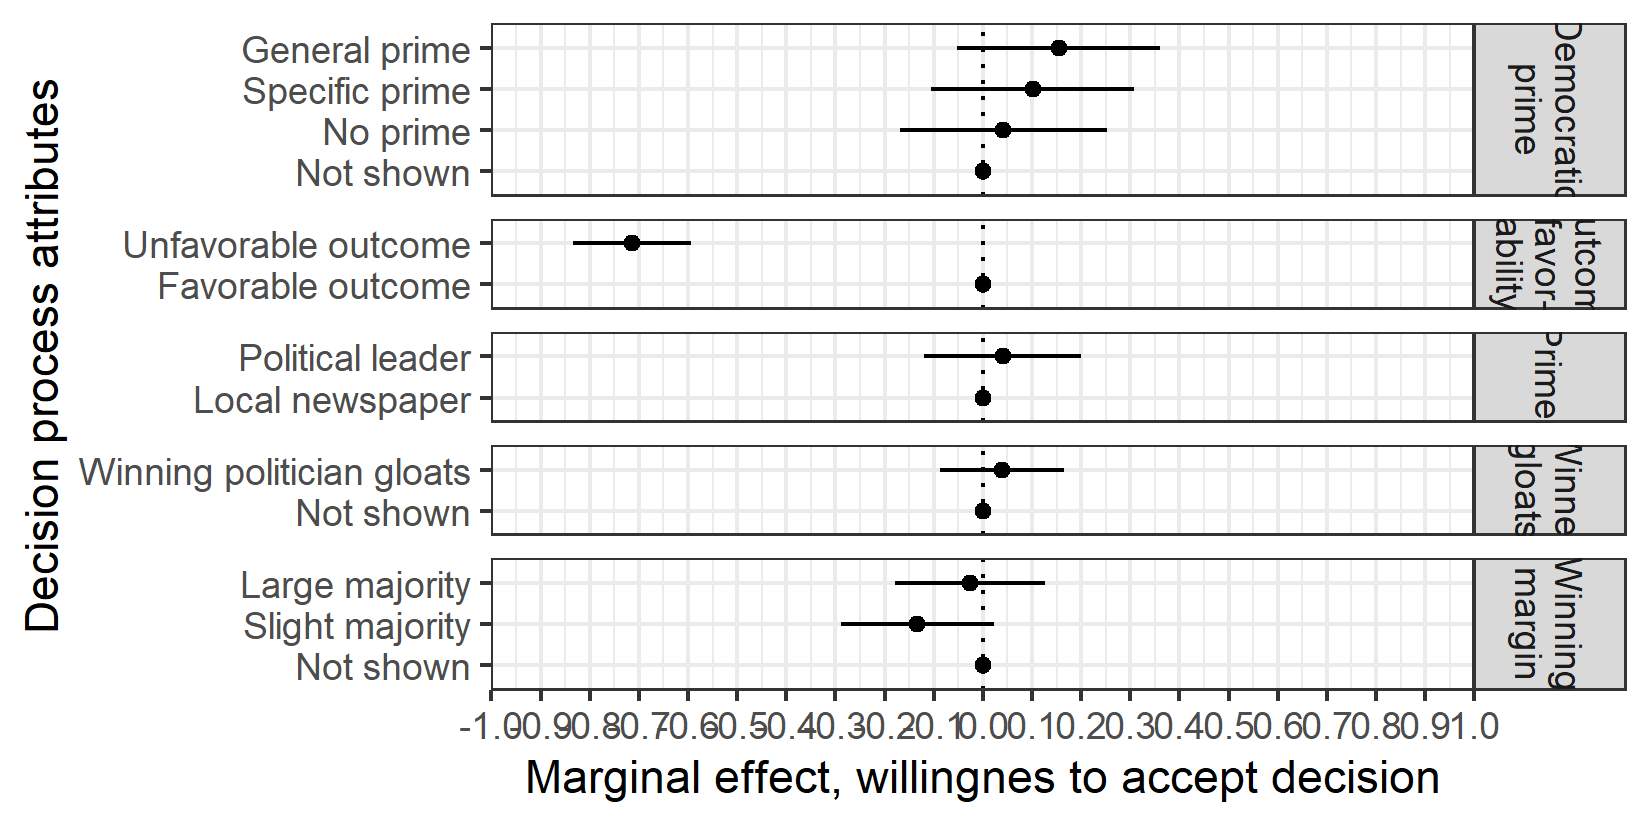 Decision process attributes
General prime
Specific prime
No prime
Not shown
Democratic
prime
Unfavorable outcome
Favorable outcome
utcom
favor-
ability
Political leader
Local newspaper
Prime
Winning politician gloats
Not shown
Winne
gloats
Large majority
Slight majority
Not shown
Winning
margin
-1.0 -0.9 -0.8 -0.7 -0.6 -0.5 -0.4 -0.3 -0.2 -0.1 0.0 0.1 0.2 0.3 0.4 0.5 0.6 0.7 0.8 0.9 1.0
Marginal effect, willingnes to accept decision